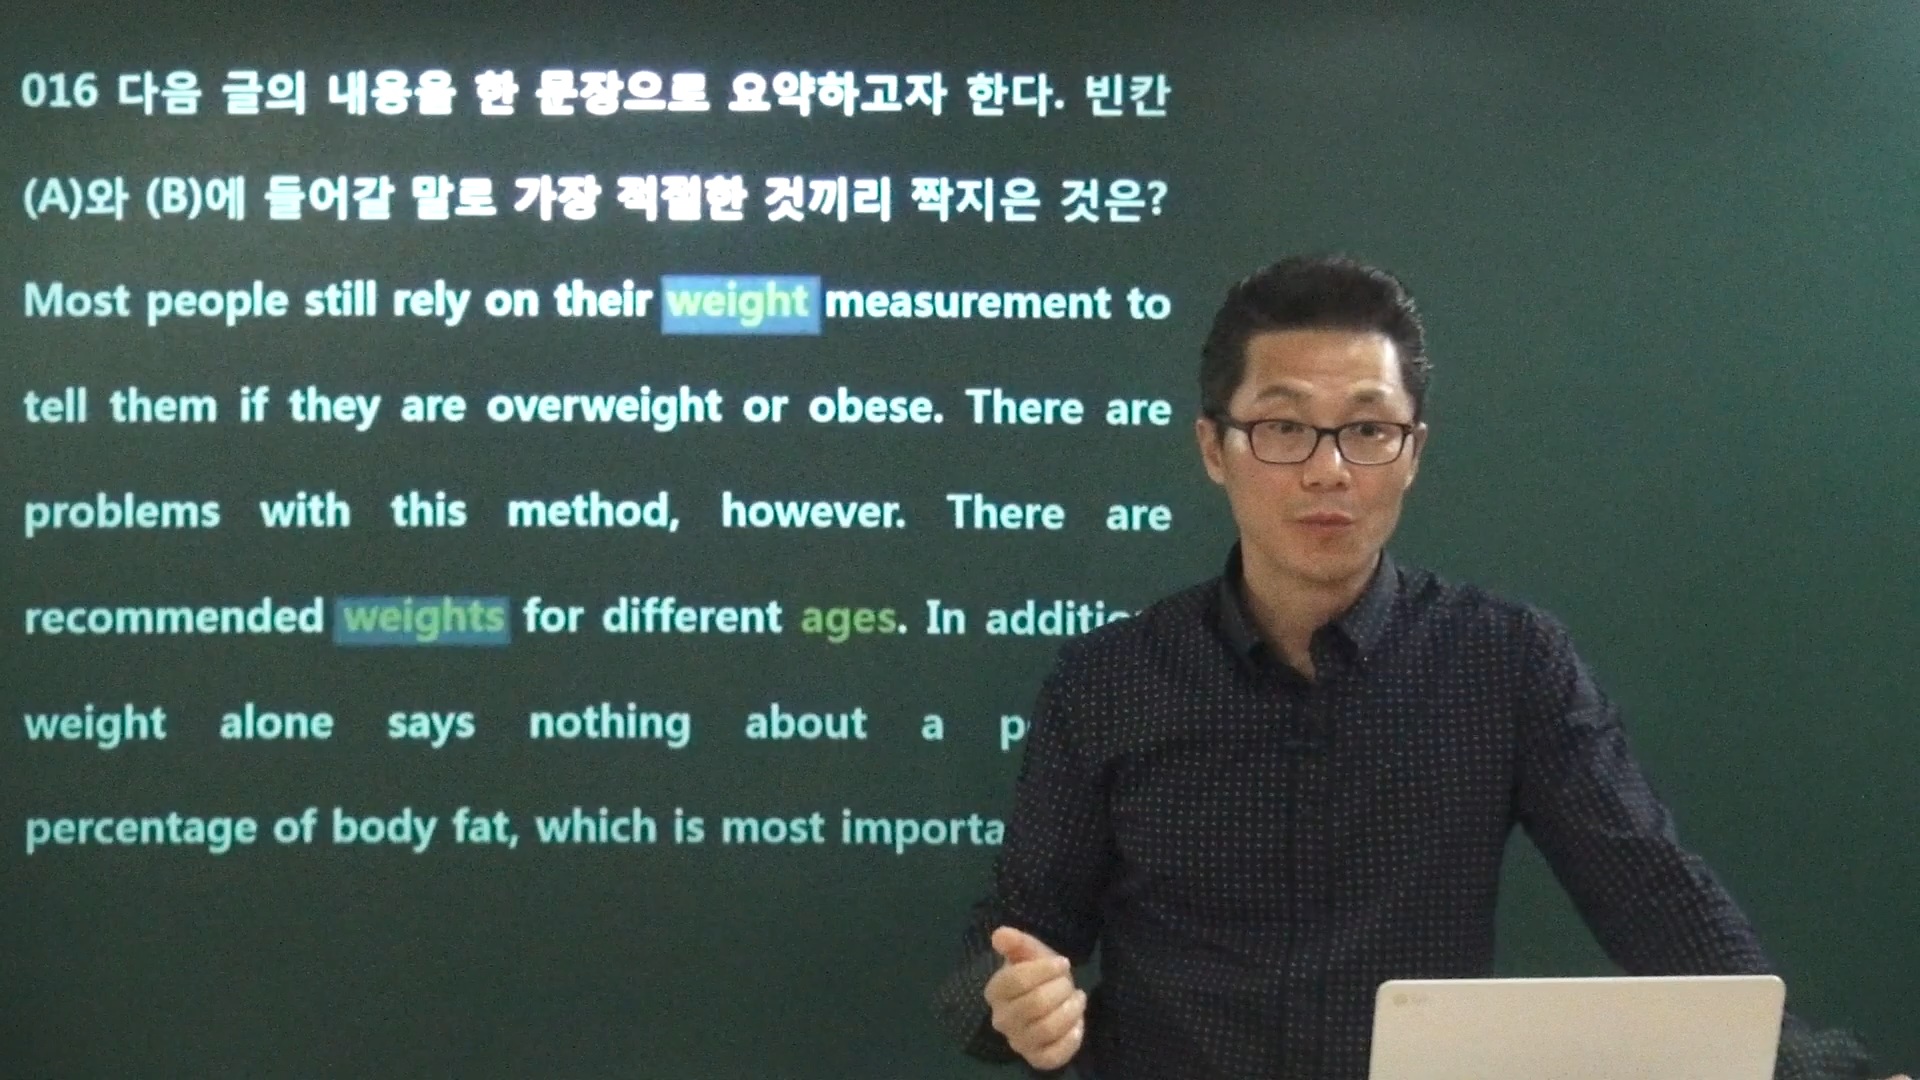 016 다음 글의 내용을 한 문장으로 요약하고자 한다. 빈칸
(A)와 (B)에 들어갈 말로 가장 적절한 것끼리 짝지은 것은?
Most people still rely on their weight measurement to
tell them if they are overweight or obese. There are
problems with this method, however. There are
recommended weights for different ages. In
weight alone says nothing about a
percentage of body fat, which is most